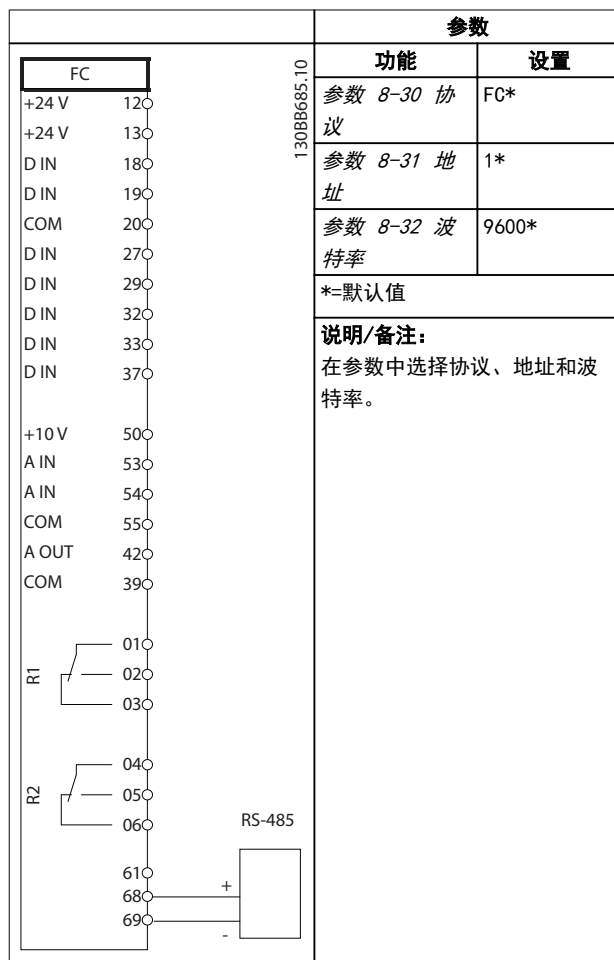 FC
+24 V 12
+24 V 13
D IN 18
D IN 19
COM 20
D IN 27
D IN 29
D IN 32
D IN 33
D IN 37
+10 V 50
A IN 53
A IN 54
COM 55
A OUT 42
COM 39
R1
01
02
03
R2
04
05
06
RS-485
61
68
69
+
-
130BB685.10
参数
功能 设置
参数 8-30 协
议
FC*
参数 8-31 地
址
1*
参数 8-32 波
特率
9600*
*=默认值
说明/备注:
在参数中选择协议、地址和波
特率。